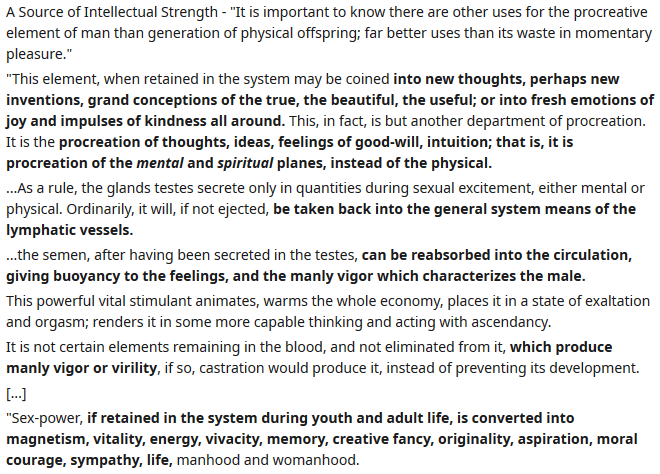 A Source of Intellectual Strength - "It is important to know there are other uses for the procreative
element of man than generation of physical offspring; far better uses than its waste in momentary
pleasure."
"This element, when retained in the system may be coined into new thoughts, perhaps new
inventions, grand conceptions of the true, the beautiful, the useful; or into fresh emotions of
joy and impulses of kindness all around. This, in fact, is but another department of procreation.
It is the procreation of thoughts, ideas, feelings of good-will, intuition; that is, it is
procreation of the mental and spiritual planes, instead of the physical.
...As a rule, the glands testes secrete only in quantities during sexual excitement, either mental or
physical. Ordinarily, it will, if not ejected, be taken back into the general system means of the
lymphatic vessels.
...the semen, after having been secreted in the testes, can be reabsorbed into the circulation,
giving buoyancy to the feelings, and the manly vigor which characterizes the male.
This powerful vital stimulant animates, warms the whole economy, places it in a state of exaltation
and orgasm; renders it in some more capable thinking and acting with ascendancy.
It is not certain elements remaining in the blood, and not eliminated from it, which produce
manly vigor or virility, if so, castration would produce it, instead of preventing its development.
[...]
"Sex-power, if retained in the system during youth and adult life, is converted into
magnetism, vitality, energy, vivacity, memory, creative fancy, originality, aspiration, moral
courage, sympathy, life, manhood and womanhood.